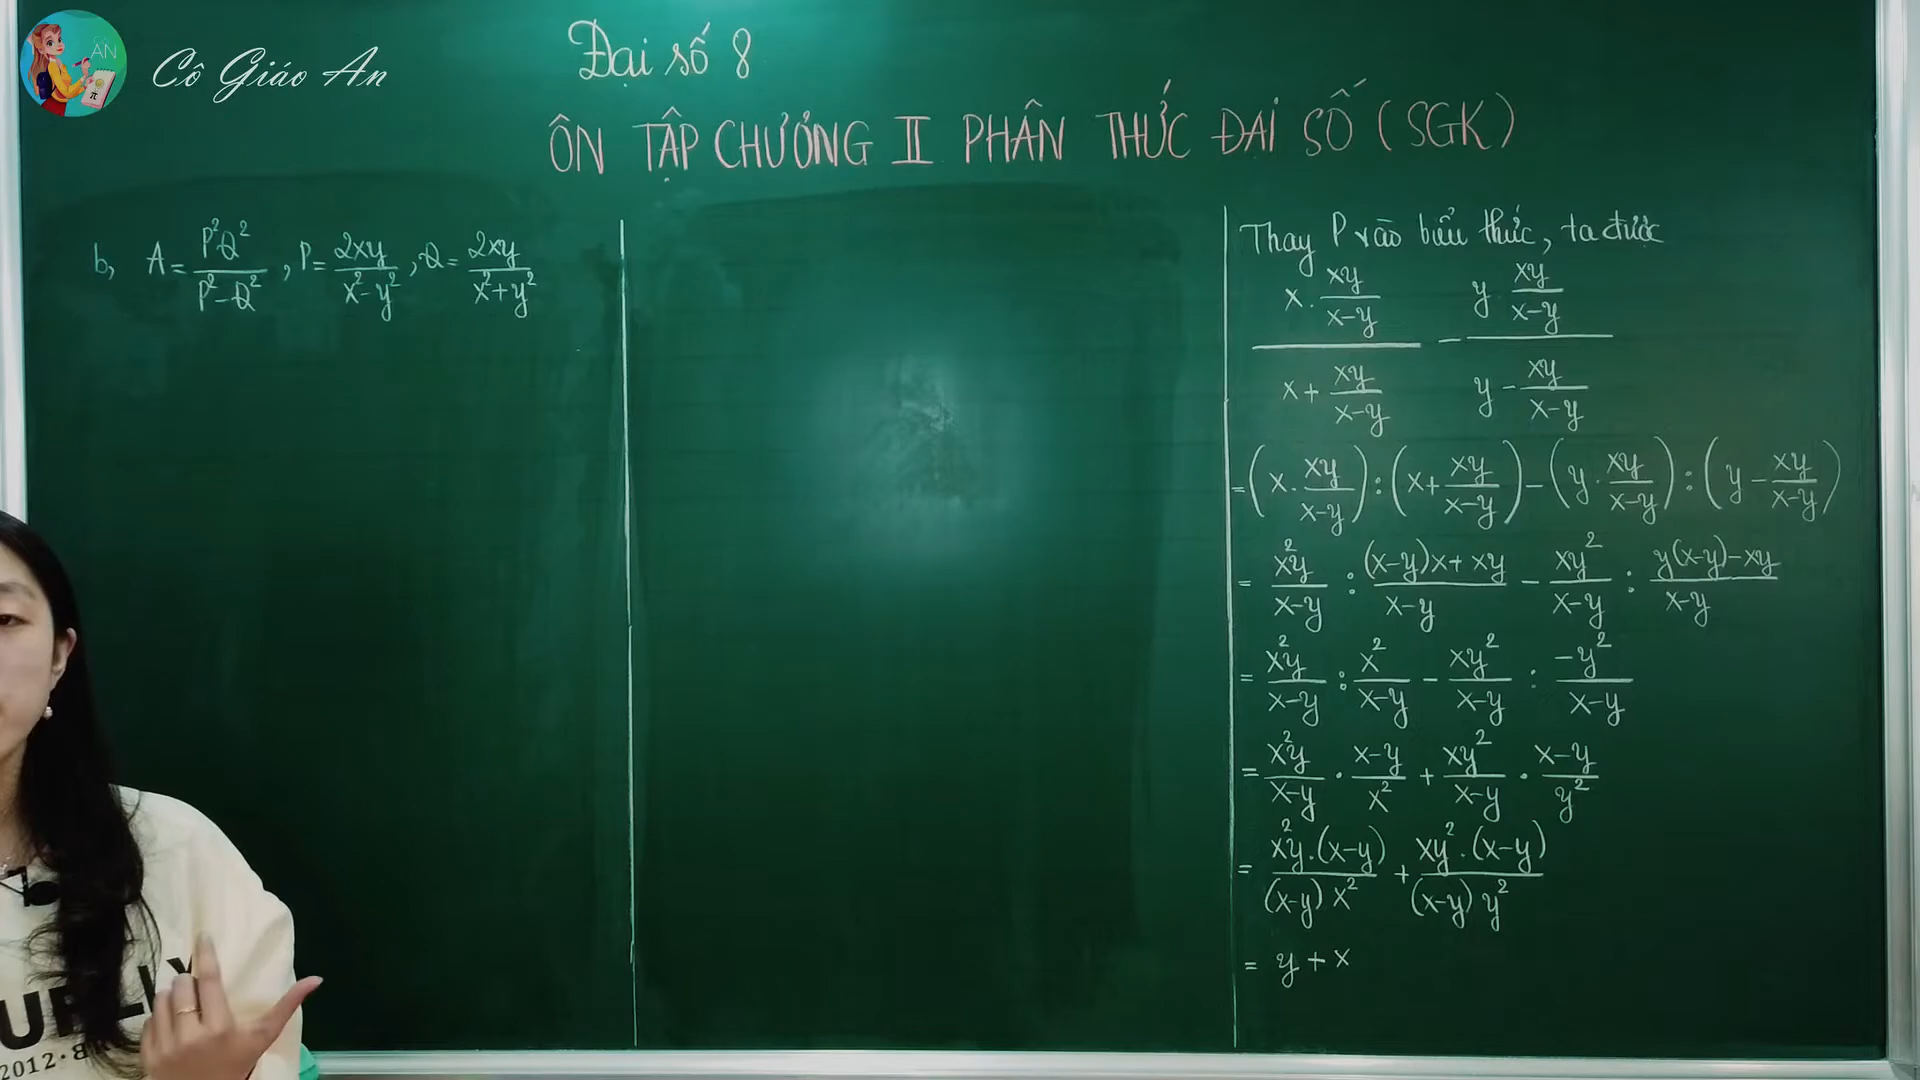 ÂN
Cô Giáo An
Đại số 8
ÔN TẬP CHƯƠNG II PHÂN THỨC ĐẠI SỐ (SGK)
b, A = P²Q² / (P² - Q²), P = 2xy / (x² - y²), Q = 2xy / (x² + y²)
Thay P vào biểu thức, ta được
(x . xy/(x-y)) / (x + xy/(x-y)) - (y . xy/(x-y)) / (y - xy/(x-y))
= (x . xy/(x-y)) : (x + xy/(x-y)) - (y . xy/(x-y)) : (y - xy/(x-y))
= x²y/(x-y) : ((x-y)x + xy)/(x-y) - xy²/(x-y) : (y(x-y) - xy)/(x-y)
= x²y/(x-y) : x²/(x-y) - xy²/(x-y) : -y²/(x-y)
= x²y/(x-y) . (x-y)/x² + xy²/(x-y) . (x-y)/y²
= x²y.(x-y)/((x-y) x²) + xy².(x-y)/((x-y) y²)
= y + x
2012